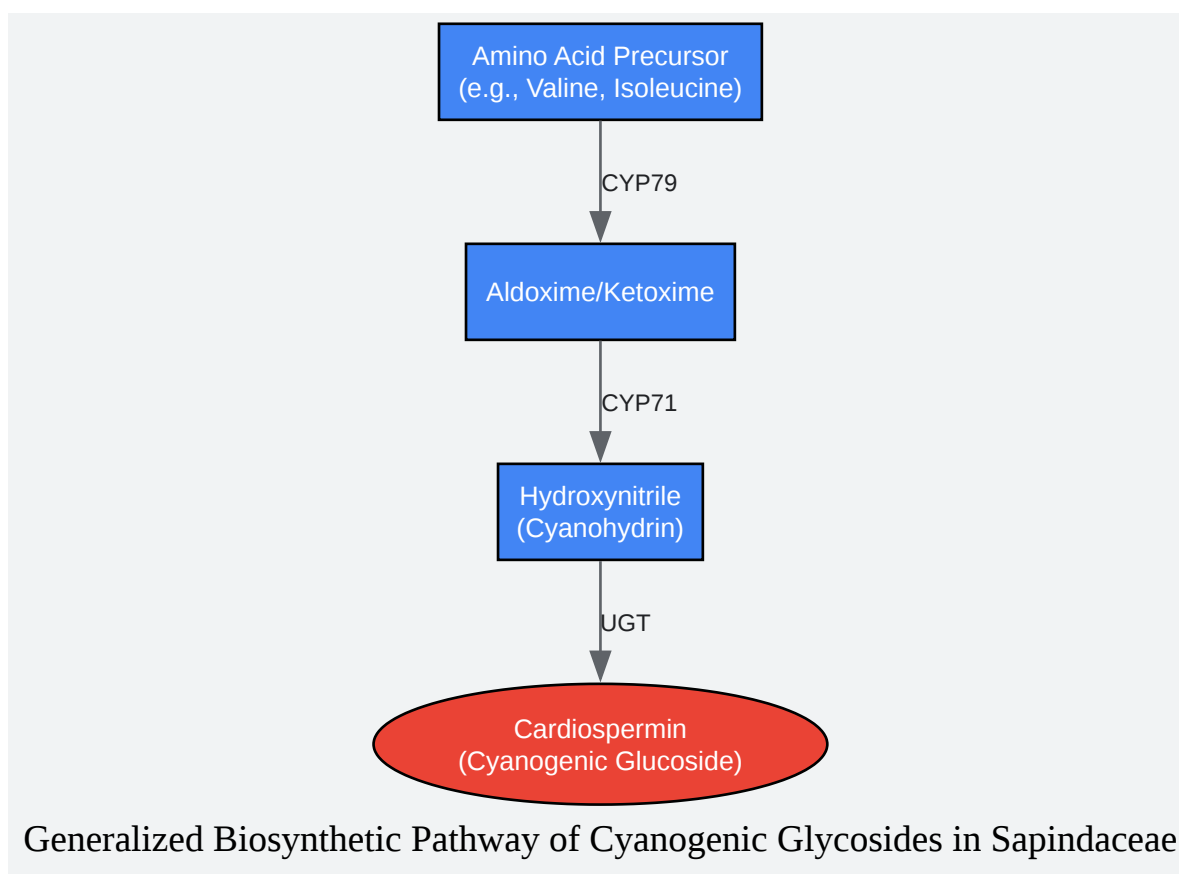 Amino Acid Precursor
(e.g., Valine, Isoleucine)
CYP79
Aldoxime/Ketoxime
CYP71
Hydroxynitrile
(Cyanohydrin)
UGT
Cardiospermin
(Cyanogenic Glucoside)
Generalized Biosynthetic Pathway of Cyanogenic Glycosides in Sapindaceae